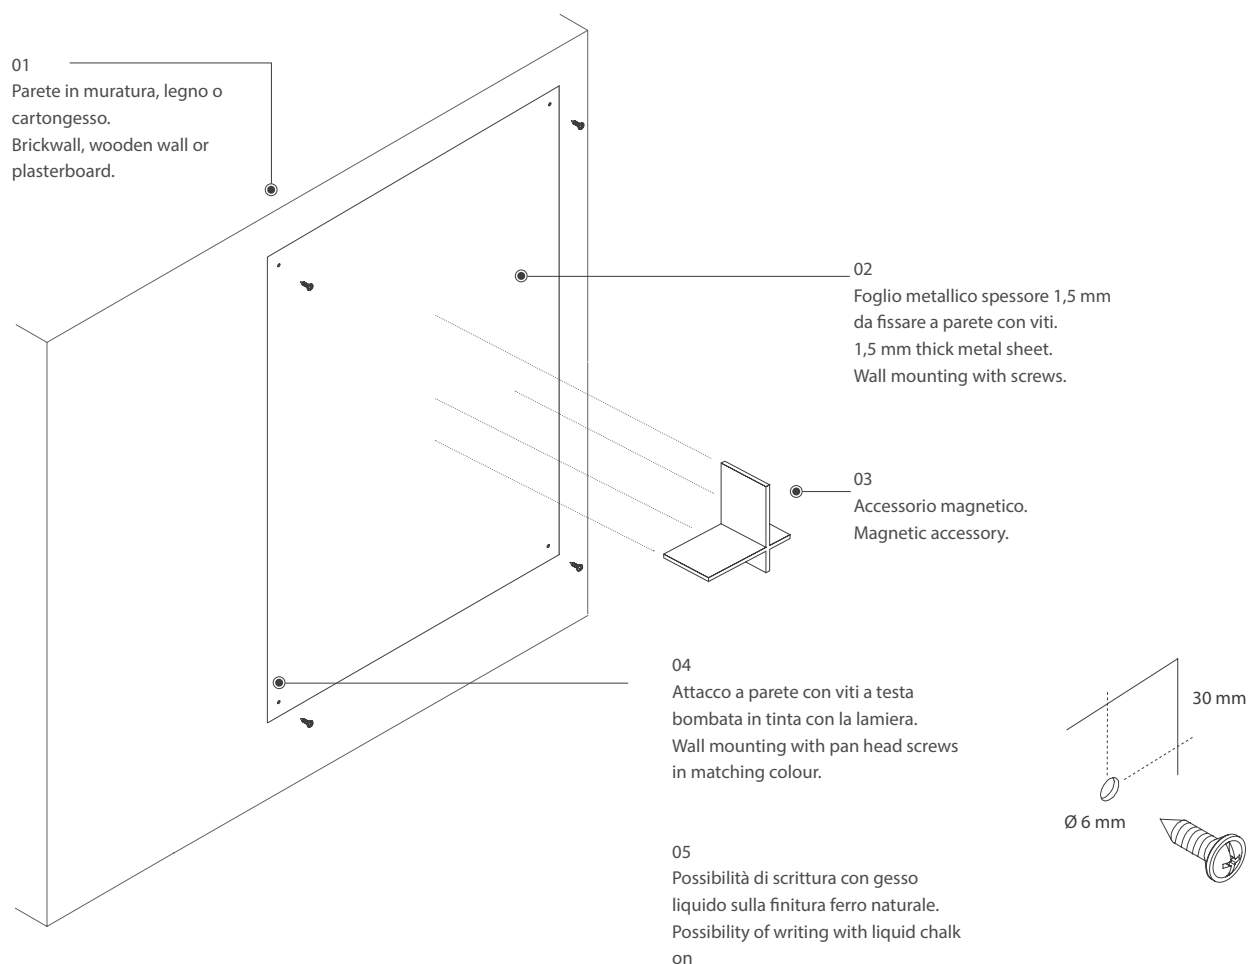 01
Parete in muratura, legno o
cartongesso.
Brickwall, wooden wall or
plasterboard.
02
Foglio metallico spessore 1,5 mm
da fissare a parete con viti.
1,5 mm thick metal sheet.
Wall mounting with screws.
03
Accessorio magnetico.
Magnetic accessory.
04
Attacco a parete con viti a testa
bombata in tinta con la lamiera.
Wall mounting with pan head screws
in matching colour.
30 mm
Ø 6 mm
05
Possibilità di scrittura con gesso
liquido sulla finitura ferro naturale.
Possibility of writing with liquid chalk
on